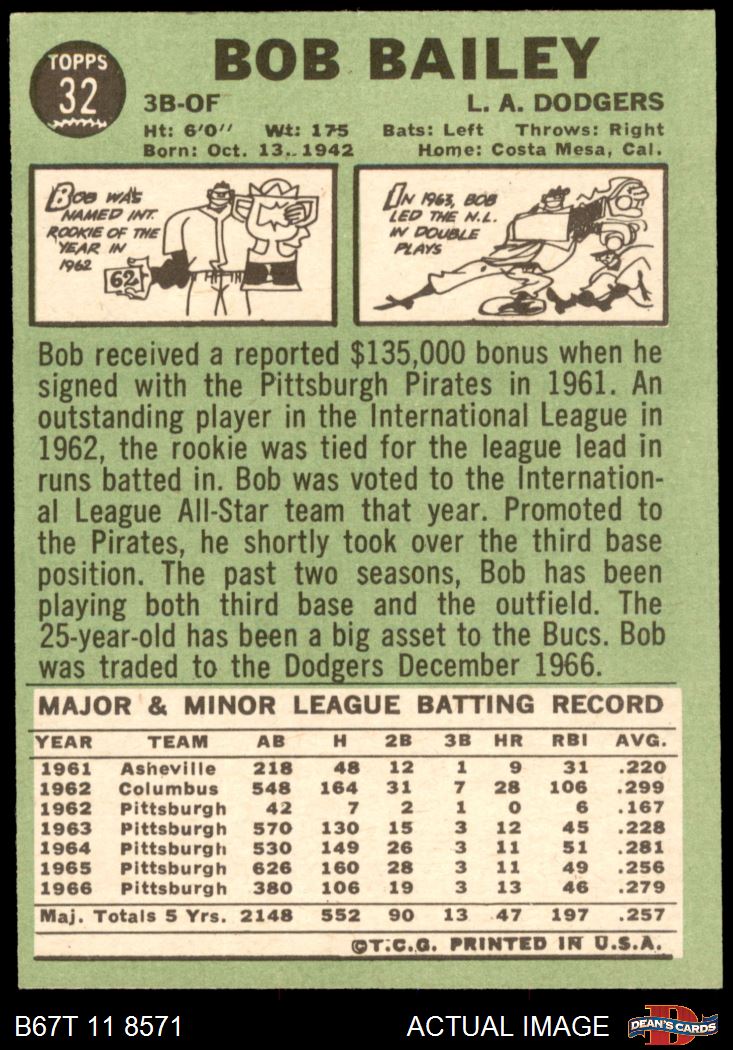 TOPPS
32
BOB BAILEY
3B-OF L. A. DODGERS
Ht: 6'0'' Wt: 175 Bats: Left Throws: Right
Born: Oct. 13, 1942 Home: Costa Mesa, Cal.
BOB WAS
NAMED INT.
ROOKIE OF THE
YEAR IN
1962
62
PITTS
IN 1963, BOB
LED THE N.L.
IN DOUBLE
PLAYS
Bob received a reported $135,000 bonus when he
signed with the Pittsburgh Pirates in 1961. An
outstanding player in the International League in
1962, the rookie was tied for the league lead in
runs batted in. Bob was voted to the Internation-
al League All-Star team that year. Promoted to
the Pirates, he shortly took over the third base
position. The past two seasons, Bob has been
playing both third base and the outfield. The
25-year-old has been a big asset to the Bucs. Bob
was traded to the Dodgers December 1966.
MAJOR & MINOR LEAGUE BATTING RECORD
YEAR TEAM AB H 2B 3B HR RBI AVG.
1961 Asheville 218 48 12 1 9 31 .220
1962 Columbus 548 164 31 7 28 106 .299
1962 Pittsburgh 42 7 2 1 0 6 .167
1963 Pittsburgh 570 130 15 3 12 45 .228
1964 Pittsburgh 530 149 26 3 11 51 .281
1965 Pittsburgh 626 160 28 3 11 49 .256
1966 Pittsburgh 380 106 19 3 13 46 .279
Maj. Totals 5 Yrs. 2148 552 90 13 47 197 .257
©T.C.G. PRINTED IN U.S.A.
B67T 11 8571 ACTUAL IMAGE D DEAN'S CARDS